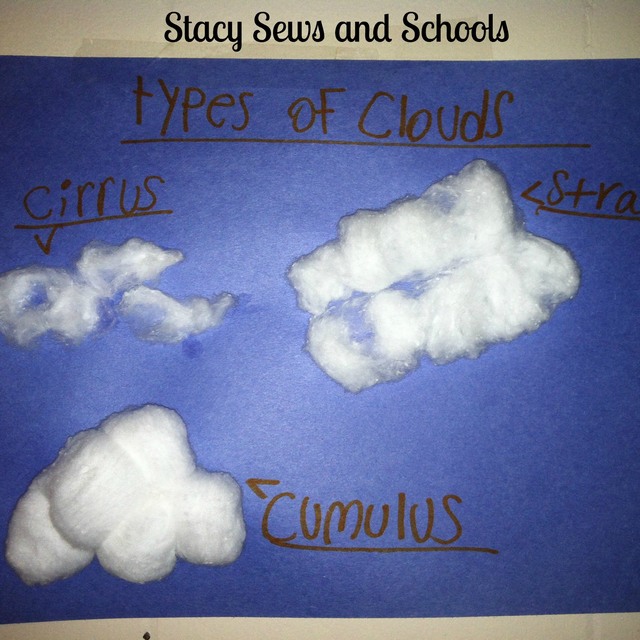 Stacy Sews and Schools
types of Clouds
cirrus
<Stra
cumulus